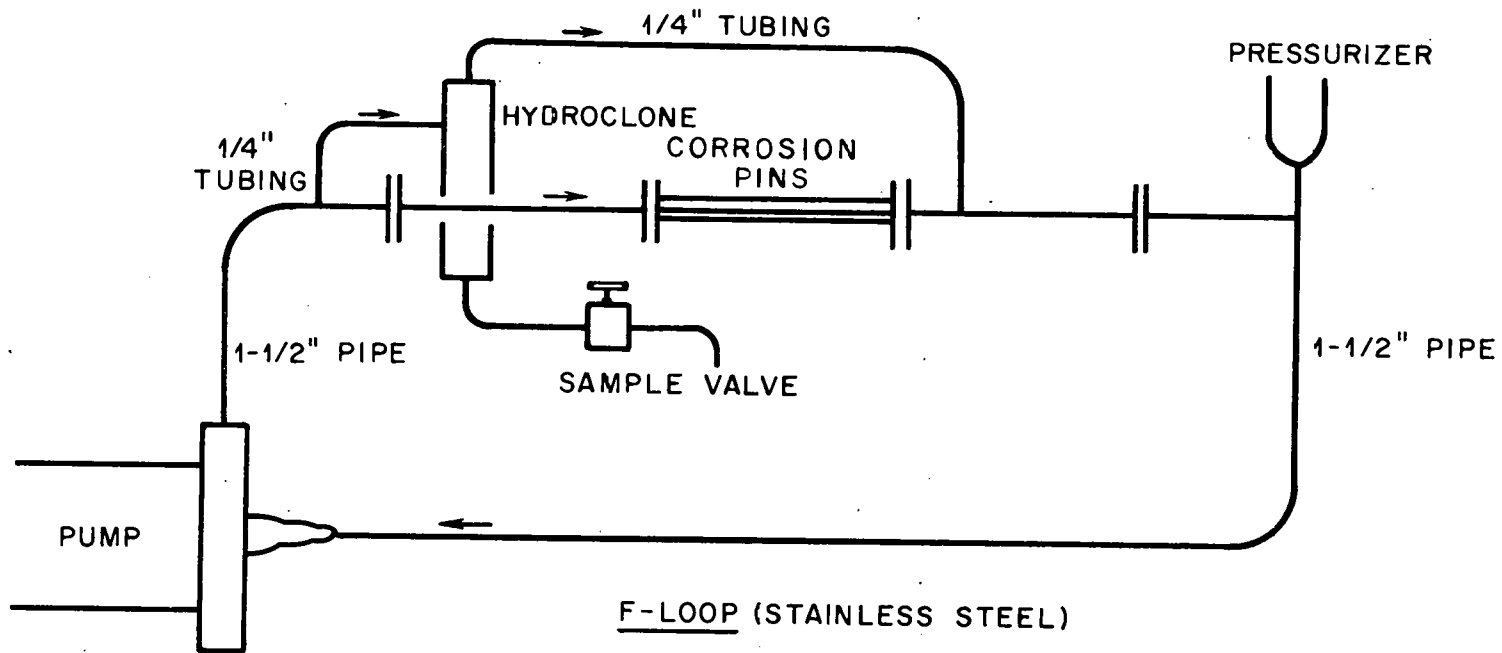 1/4" TUBING
PRESSURIZER
HYDROCLONE
1/4"
TUBING
CORROSION
PINS
1-1/2" PIPE
1-1/2" PIPE
SAMPLE VALVE
PUMP
F-LOOP (STAINLESS STEEL)